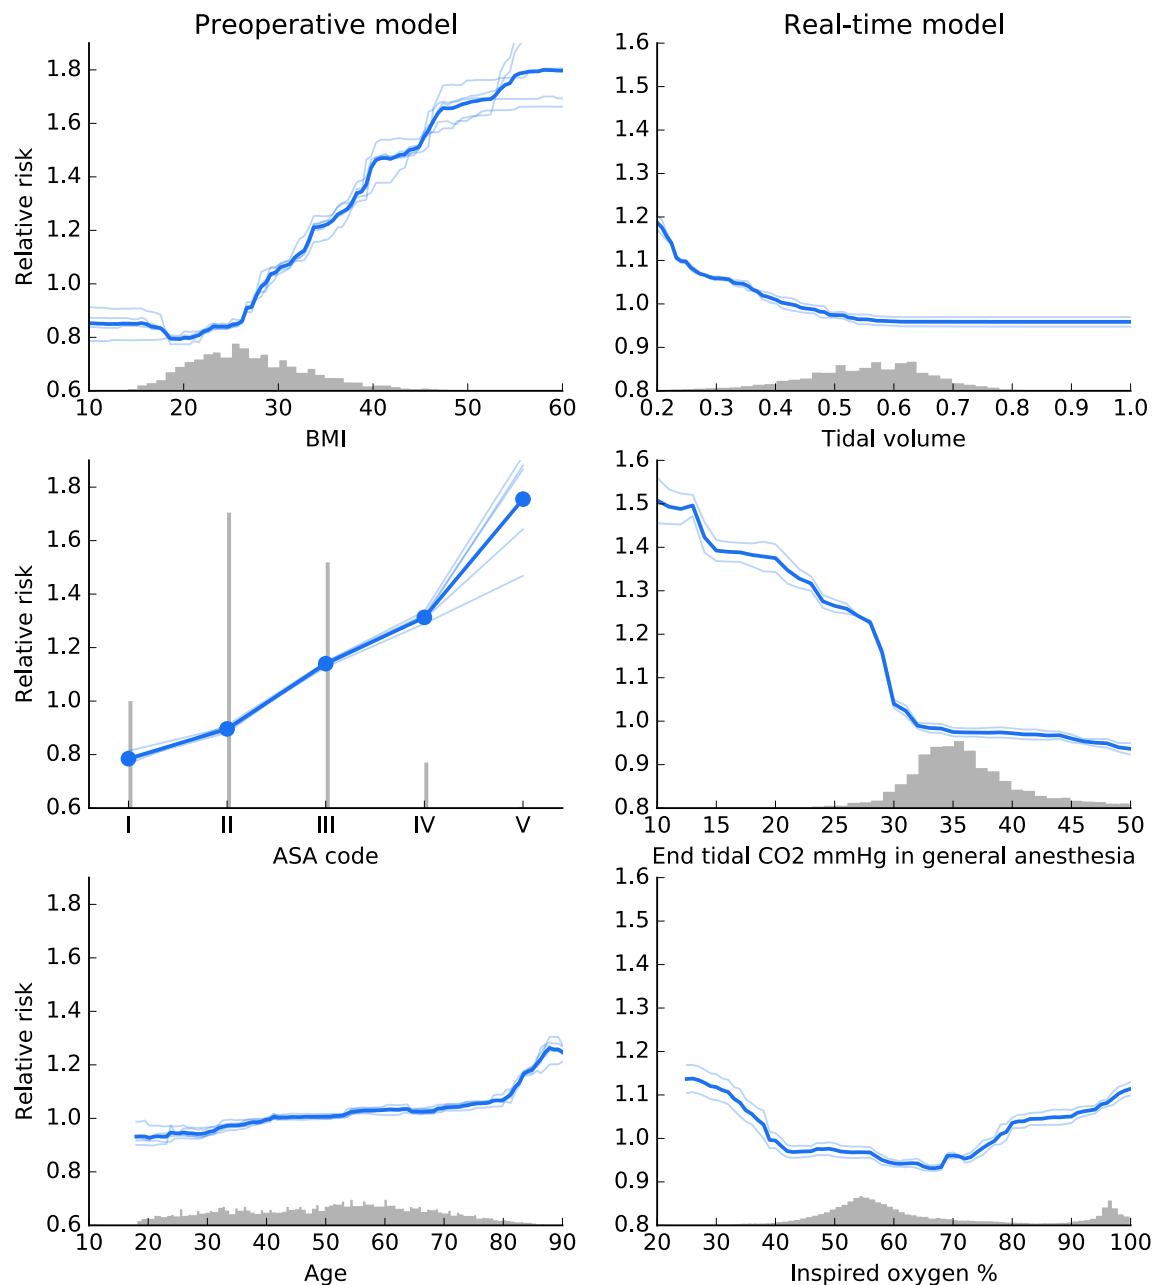 Preoperative model
Real-time model
Relative risk
1.8
1.6
1.4
1.2
1.0
0.8
0.6
10 20 30 40 50 60
BMI
1.6
1.5
1.4
1.3
1.2
1.1
1.0
0.9
0.8
0.2 0.3 0.4 0.5 0.6 0.7 0.8 0.9 1.0
Tidal volume
Relative risk
1.8
1.6
1.4
1.2
1.0
0.8
0.6
I II III IV V
ASA code
1.6
1.5
1.4
1.3
1.2
1.1
1.0
0.9
0.8
10 15 20 25 30 35 40 45 50
End tidal CO2 mmHg in general anesthesia
Relative risk
1.8
1.6
1.4
1.2
1.0
0.8
0.6
10 20 30 40 50 60 70 80 90
Age
1.6
1.5
1.4
1.3
1.2
1.1
1.0
0.9
0.8
20 30 40 50 60 70 80 90 100
Inspired oxygen %